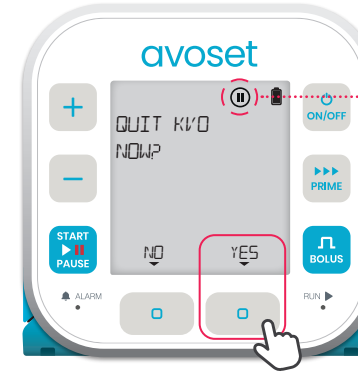 avoset
ON/OFF
QUIT KVO
NOW?
PRIME
START
PAUSE
NO YES
BOLUS
ALARM
RUN